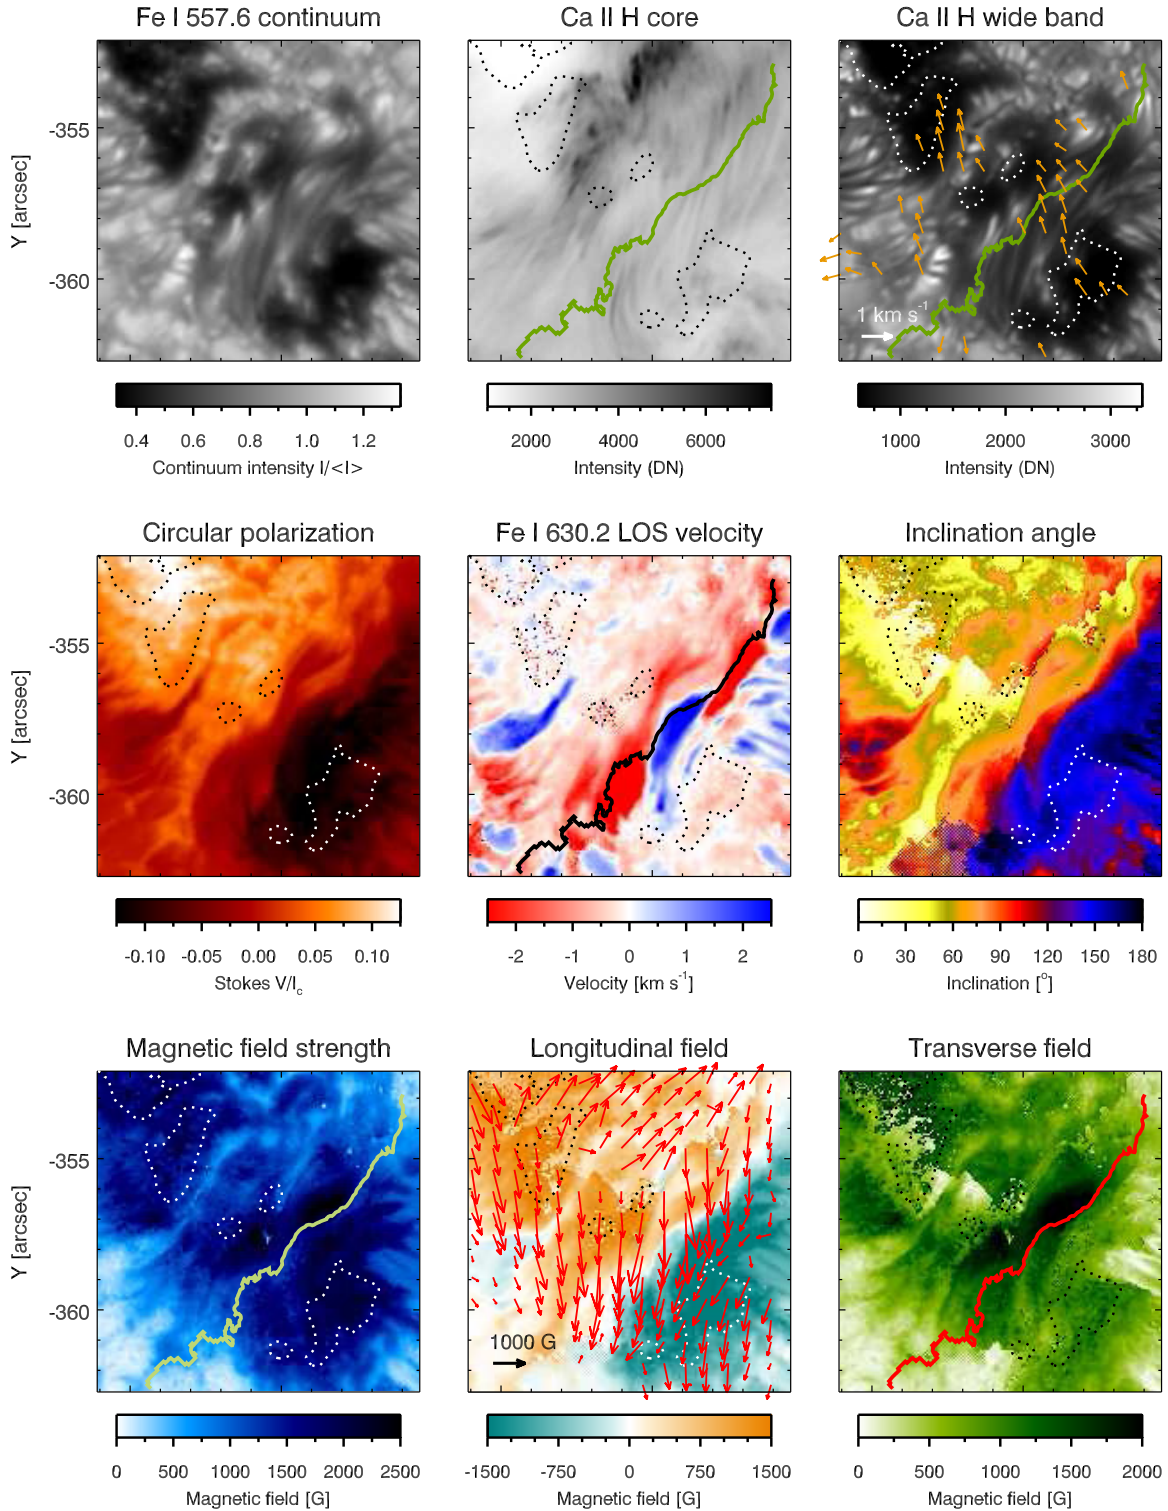 Fe I 557.6 continuum
Ca II H core
Ca II H wide band
Y [arcsec]
-355
-360
1 km s-1
0.4 0.6 0.8 1.0 1.2
2000 4000 6000
1000 2000 3000
Continuum intensity I/<I>
Intensity (DN)
Intensity (DN)
Circular polarization
Fe I 630.2 LOS velocity
Inclination angle
Y [arcsec]
-355
-360
-0.10 -0.05 0.00 0.05 0.10
-2 -1 0 1 2
0 30 60 90 120 150 180
Stokes V/Ic
Velocity [km s-1]
Inclination [o]
Magnetic field strength
Longitudinal field
Transverse field
Y [arcsec]
-355
-360
1000 G
0 500 1000 1500 2000 2500
-1500 -750 0 750 1500
0 500 1000 1500 2000
Magnetic field [G]
Magnetic field [G]
Magnetic field [G]